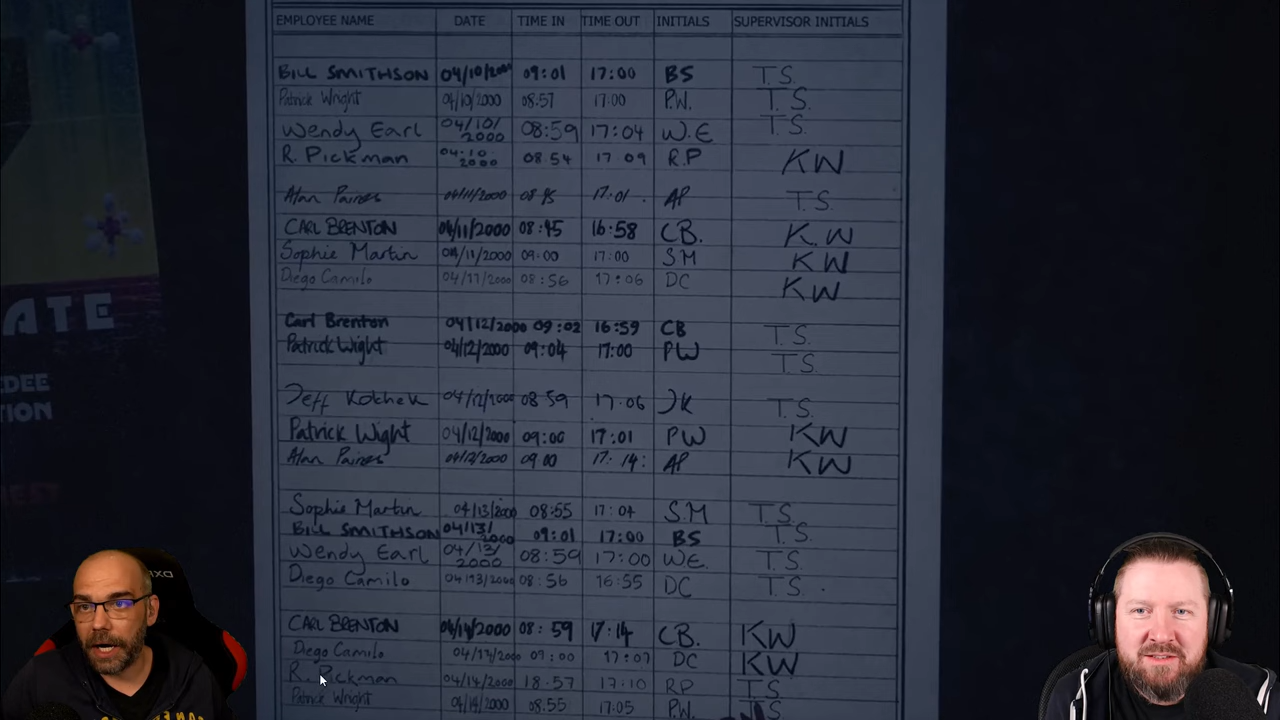 EMPLOYEE NAME DATE TIME IN TIME OUT INITIALS SUPERVISOR INITIALS
BILL SMITHSON 04/10/2000 09:01 17:00 BS T.S.
Patrick Wright 04/10/2000 08:57 17:00 P.W. T.S.
Wendy Earl 04/10/2000 08:59 17:04 W.E T.S.
R. Pickman 04-10-2000 08 54 17 09 R.P KW
Alan Paines 04/11/2000 17:01 AP T.S.
CARL BRENTON 04/11/2000 08:45 16:58 CB. K.W
Sophie Martin 04/11/2000 09:00 17:00 SM KW
Diego Camilo 04/11/2000 08:56 17:06 DC KW
Carl Brenton 04/12/2000 09:02 16:59 CB T.S.
Patrick Wight 04/12/2000 09:04 17:00 PW T.S.
Jeff Kotchek 04/12/2000 08 59 17.06 JK T.S.
Patrick Wight 04/12/2000 09:00 17:01 PW KW
Alan Paines 04/12/2000 09 00 17:14: AP KW
Sophie Martin 04/13/2000 08:55 17:04 S.M T.S.
BILL SMITHSON 04/13/2000 09:01 17:00 BS T.S.
Wendy Earl 04/13/2000 08:59 17:00 WE. T.S.
Diego Camilo 04/13/2000 08:56 16:55 DC T.S.
CARL BRENTON 04/14/2000 08:59 17:14 CB. KW
Diego Camilo 04/14/2000 09:00 17:07 DC KW
R. Pickman 04/14/2000 18:57 17:10 RP T.S
Patrick Wright 04/14/2000 08:55 17.05 P.W. T.S
ATE
EDEE
TION